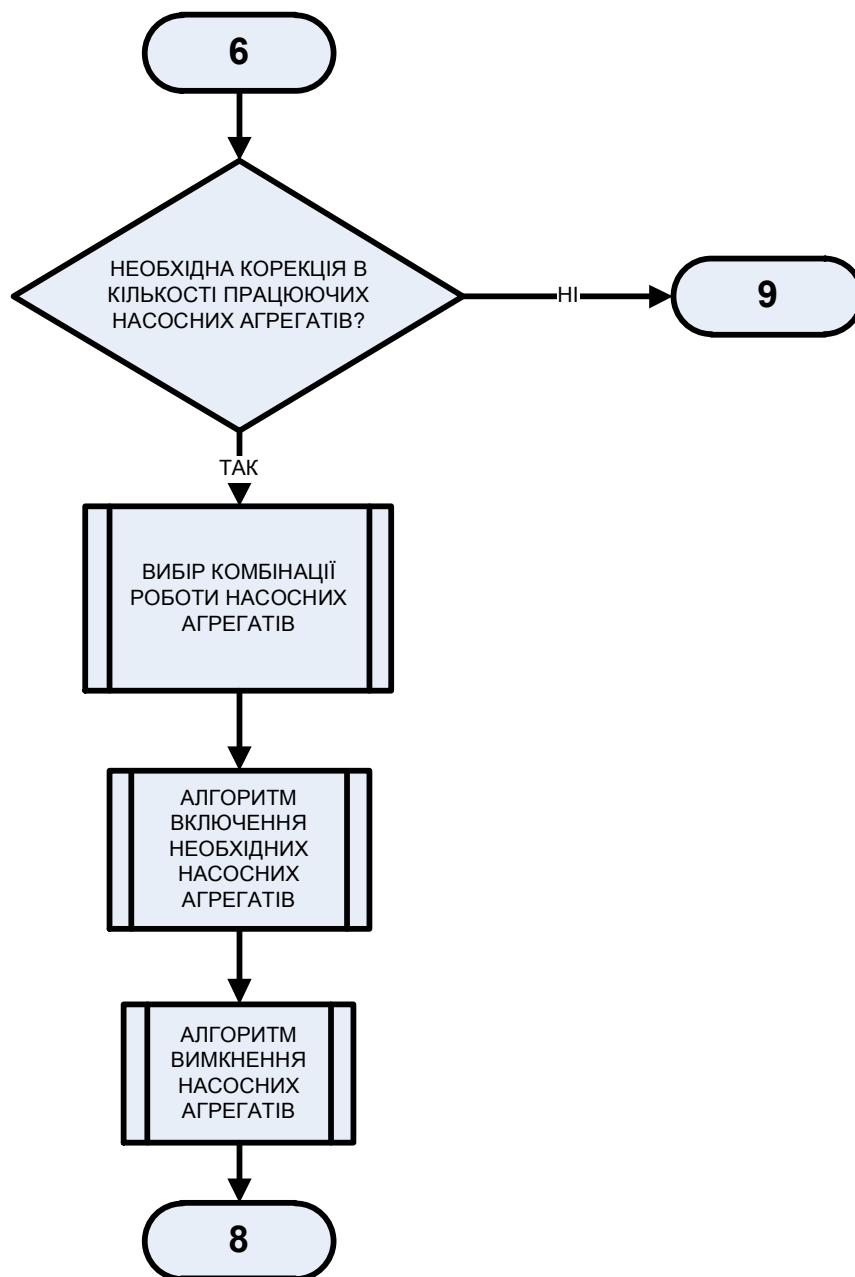 6
НЕОБХІДНА КОРЕКЦІЯ В
КІЛЬКОСТІ ПРАЦЮЮЧИХ
НАСОСНИХ АГРЕГАТІВ?
НІ
9
ТАК
ВИБІР КОМБІНАЦІЇ
РОБОТИ НАСОСНИХ
АГРЕГАТІВ
АЛГОРИТМ
ВКЛЮЧЕННЯ
НЕОБХІДНИХ
НАСОСНИХ
АГРЕГАТІВ
АЛГОРИТМ
ВИМКНЕННЯ
НАСОСНИХ
АГРЕГАТІВ
8